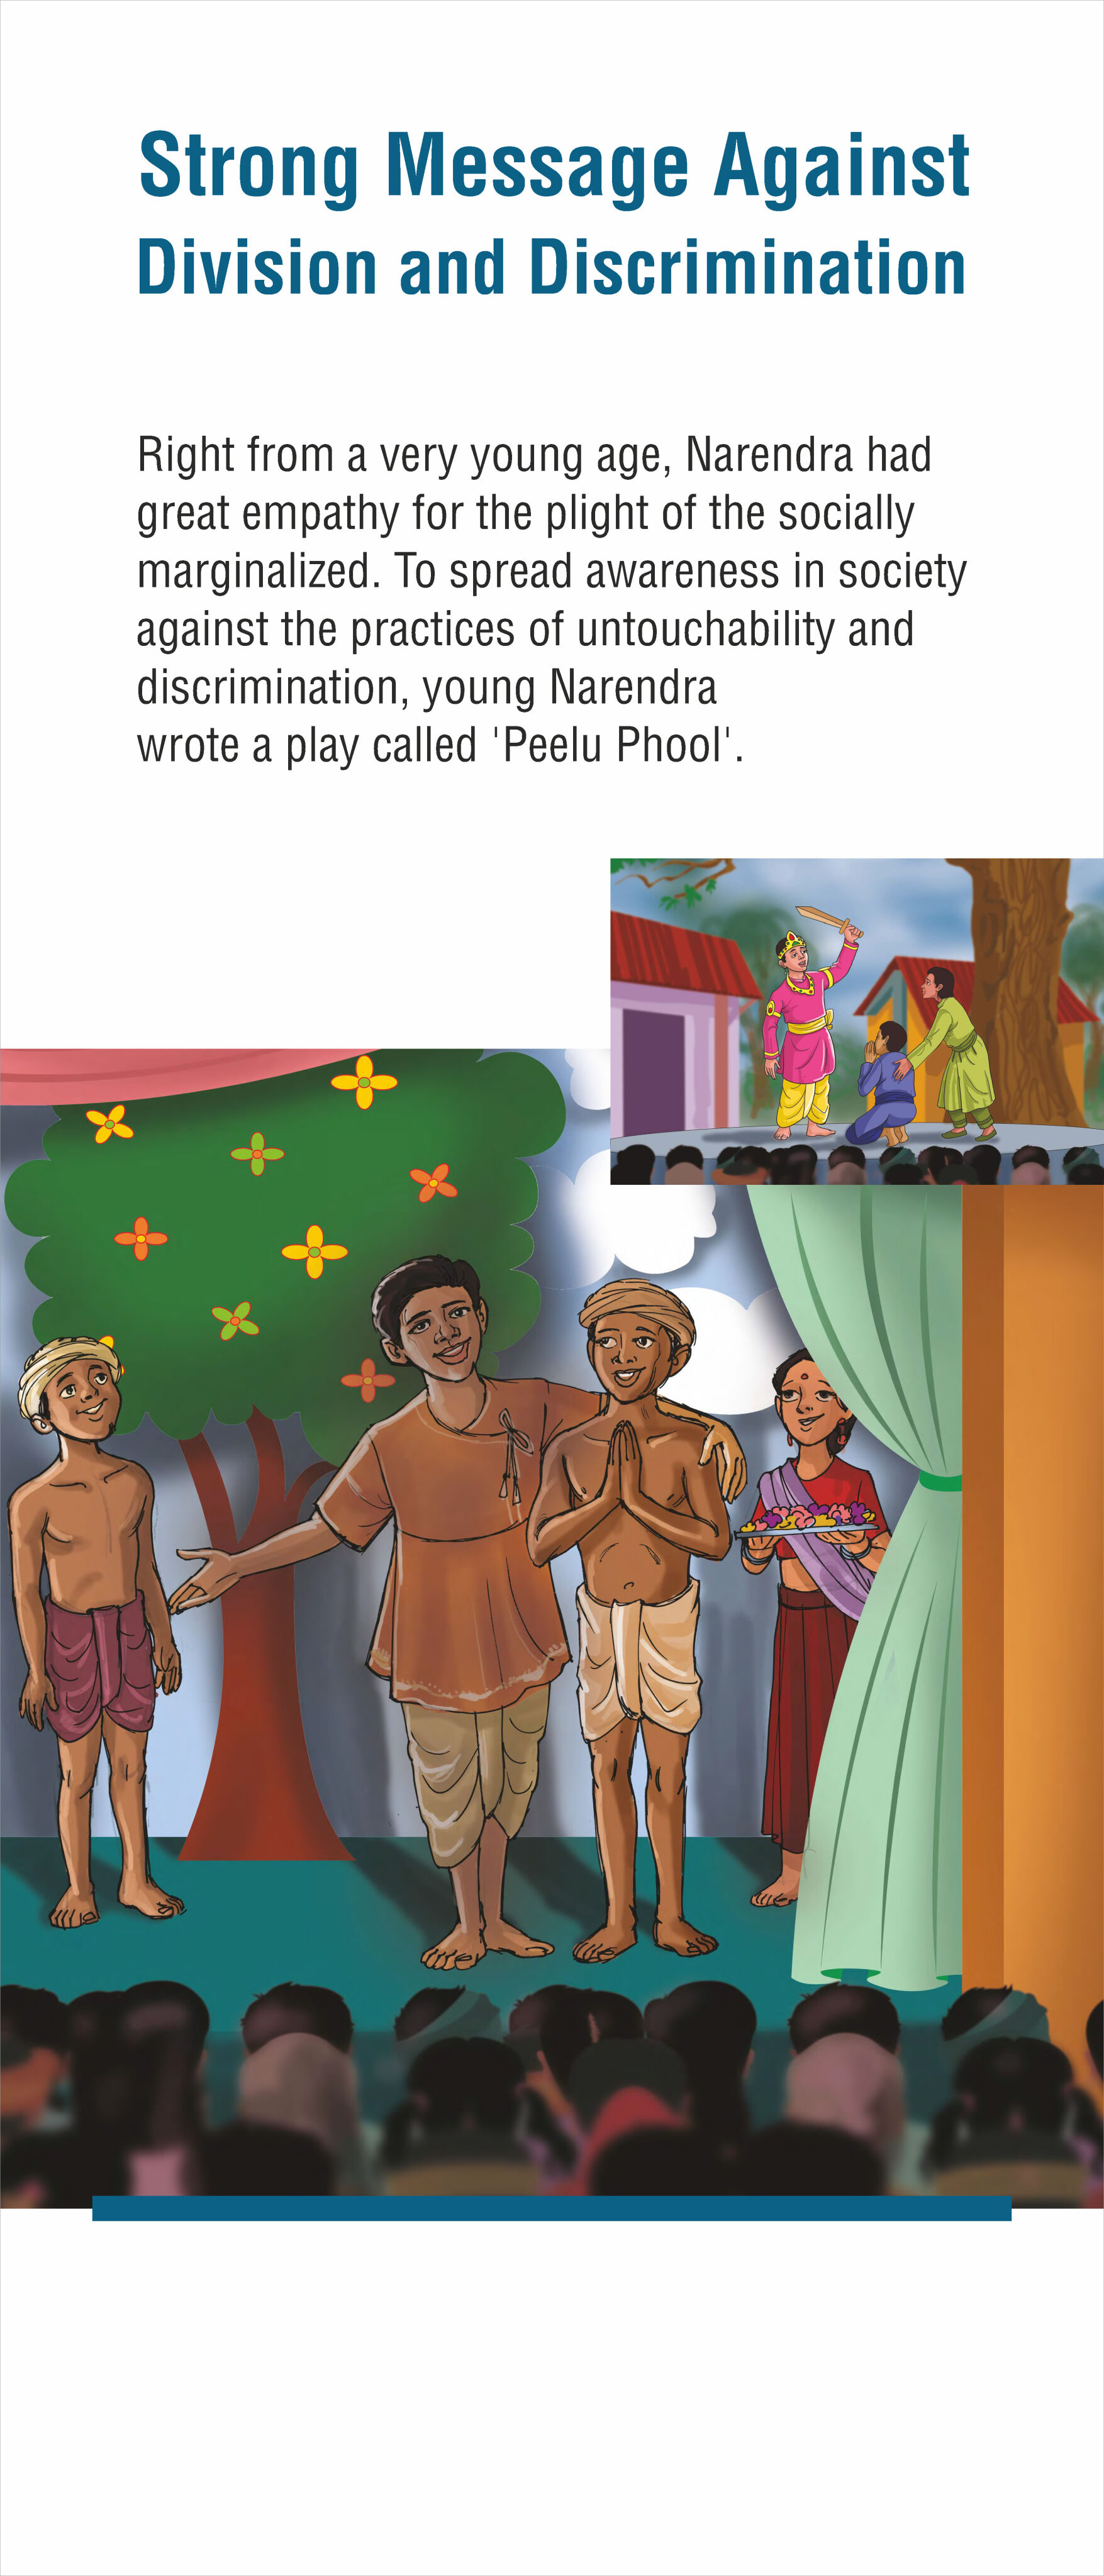 Strong Message Against
Division and Discrimination
Right from a very young age, Narendra had
great empathy for the plight of the socially
marginalized. To spread awareness in society
against the practices of untouchability and
discrimination, young Narendra
wrote a play called 'Peelu Phool'.